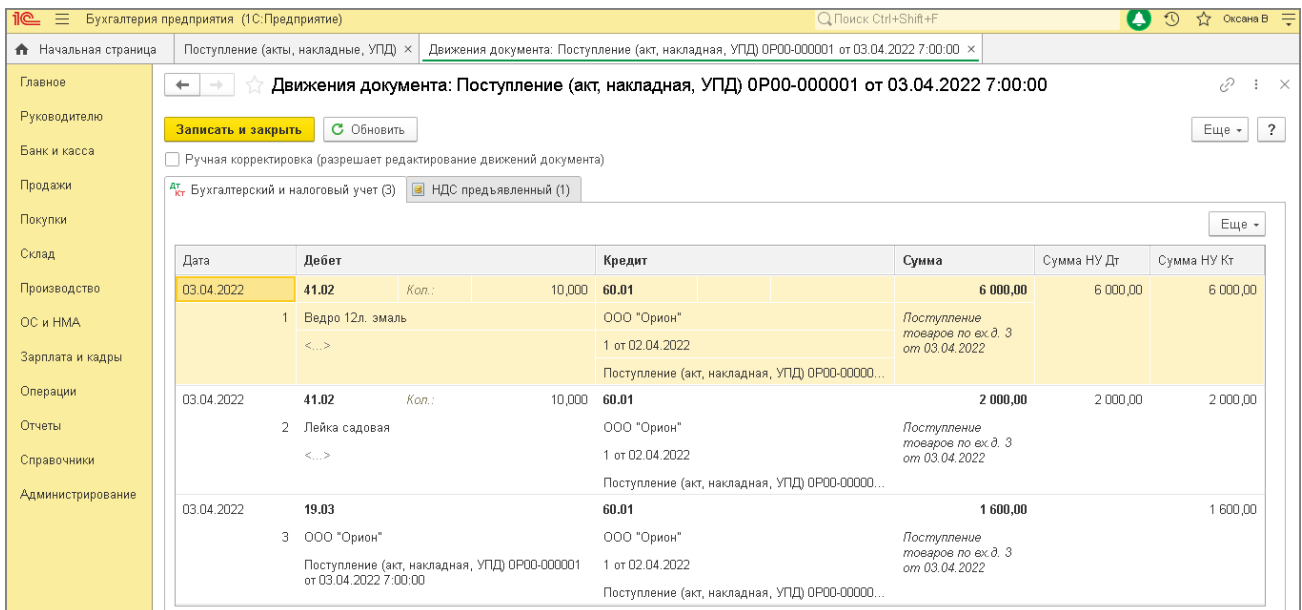 1С Бухгалтерия предприятия (1С:Предприятие) Поиск Ctrl+Shift+F Оксана В
Начальная страница Поступление (акты, накладные, УПД) × Движения документа: Поступление (акт, накладная, УПД) 0Р00-000001 от 03.04.2022 7:00:00 ×
Главное
Руководителю
Банк и касса
Продажи
Покупки
Склад
Производство
ОС и НМА
Зарплата и кадры
Операции
Отчеты
Справочники
Администрирование
Движения документа: Поступление (акт, накладная, УПД) 0Р00-000001 от 03.04.2022 7:00:00
Записать и закрыть Обновить Еще ?
Ручная корректировка (разрешает редактирование движений документа)
Дт Кт Бухгалтерский и налоговый учет (3) НДС предъявленный (1)
Еще
Дата Дебет Кредит Сумма Сумма НУ Дт Сумма НУ Кт
03.04.2022 41.02 Кол.: 10,000 60.01 6 000,00 6 000,00 6 000,00
1 Ведро 12л. эмаль ООО "Орион" Поступление
товаров по вх.д. 3
<...> 1 от 02.04.2022 от 03.04.2022
Поступление (акт, накладная, УПД) 0Р00-00000...
03.04.2022 41.02 Кол.: 10,000 60.01 2 000,00 2 000,00 2 000,00
2 Лейка садовая ООО "Орион" Поступление
товаров по вх.д. 3
<...> 1 от 02.04.2022 от 03.04.2022
Поступление (акт, накладная, УПД) 0Р00-00000...
03.04.2022 19.03 60.01 1 600,00 1 600,00
3 ООО "Орион" ООО "Орион" Поступление
товаров по вх.д. 3
Поступление (акт, накладная, УПД) 0Р00-000001 1 от 02.04.2022 от 03.04.2022
от 03.04.2022 7:00:00
Поступление (акт, накладная, УПД) 0Р00-00000...